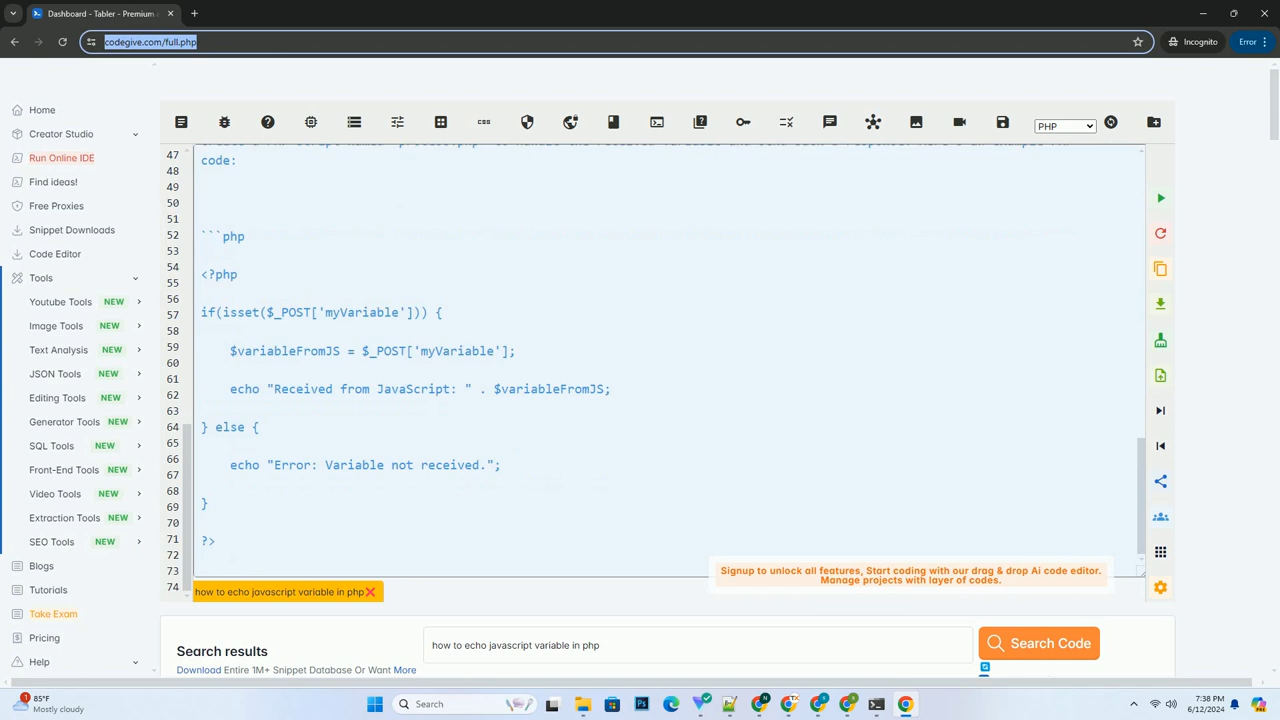 Dashboard - Tabler - Premium
codegive.com/full.php
Incognito
Error
Home
Creator Studio
Run Online IDE
Find ideas!
Free Proxies
Snippet Downloads
Code Editor
Tools
Youtube Tools NEW
Image Tools NEW
Text Analysis NEW
JSON Tools NEW
Editing Tools NEW
Generator Tools NEW
SQL Tools NEW
Front-End Tools NEW
Video Tools NEW
Extraction Tools NEW
SEO Tools NEW
Blogs
Tutorials
Take Exam
Pricing
Help
css
PHP
47
48
49
50
51
52
53
54
55
56
57
58
59
60
61
62
63
64
65
66
67
68
69
70
71
72
73
74
code:
```php
<?php
if(isset($_POST['myVariable'])) {
$variableFromJS = $_POST['myVariable'];
echo "Received from JavaScript: " . $variableFromJS;
} else {
echo "Error: Variable not received.";
}
?>
Signup to unlock all features, Start coding with our drag & drop Ai code editor.
Manage projects with layer of codes.
how to echo javascript variable in php
Search results
Download Entire 1M+ Snippet Database Or Want More
how to echo javascript variable in php
Search Code
1
85°F
Mostly cloudy
Search
7:38 PM
6/12/2024